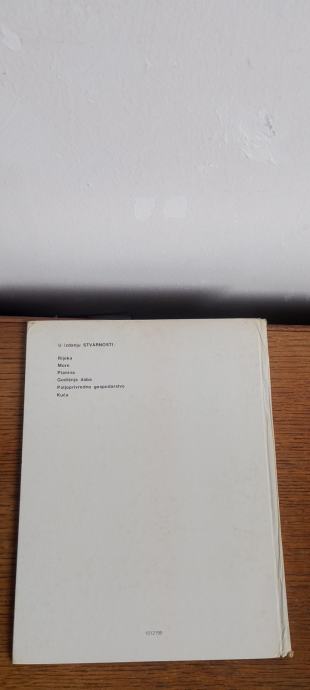 U izdanju STVARNOSTI:
Rijeka
More
Planina
Godišnja doba
Poljoprivredno gospodarstvo
Kuća